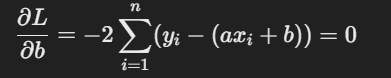 ∂L/∂b = −2 ∑_{i=1}^{n} (y_i − (ax_i + b)) = 0